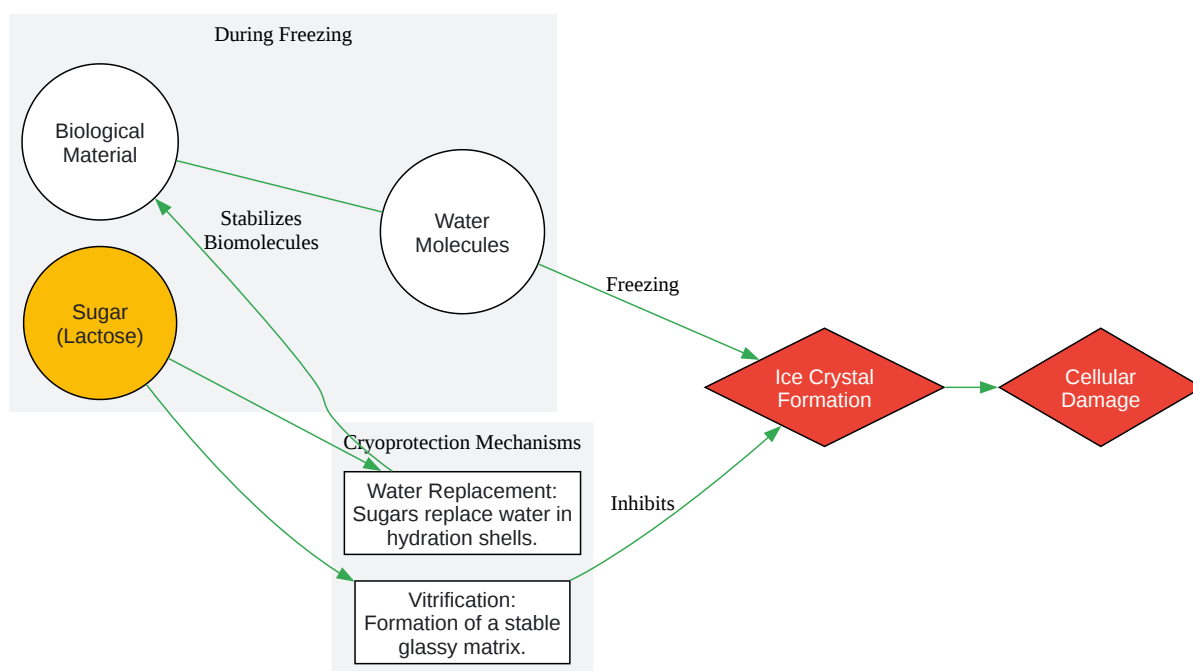 During Freezing
Biological
Material
Water
Molecules
Stabilizes
Biomolecules
Sugar
(Lactose)
Freezing
Ice Crystal
Formation
Cellular
Damage
Cryoprotection Mechanisms
Water Replacement:
Sugars replace water in
hydration shells.
Inhibits
Vitrification:
Formation of a stable
glassy matrix.